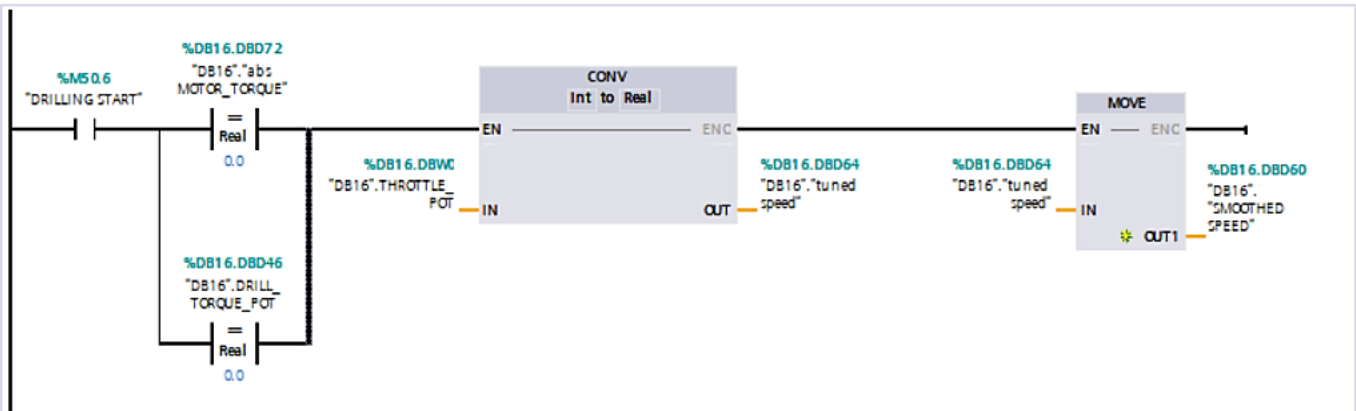 %DB16.DBD72
"DB16"."abs
MOTOR_TORQUE"
%M50.6
"DRILLING START"
=
Real
0.0
CONV
Int to Real
EN
ENO
%DB16.DBW0
"DB16".THROTTLE_
POT
IN
OUT
%DB16.DBD64
"DB16"."tuned
speed"
MOVE
EN
ENO
%DB16.DBD64
"DB16"."tuned
speed"
IN
OUT1
%DB16.DBD60
"DB16".
"SMOOTHED
SPEED"
%DB16.DBD46
"DB16".DRILL_
TORQUE_POT
=
Real
0.0